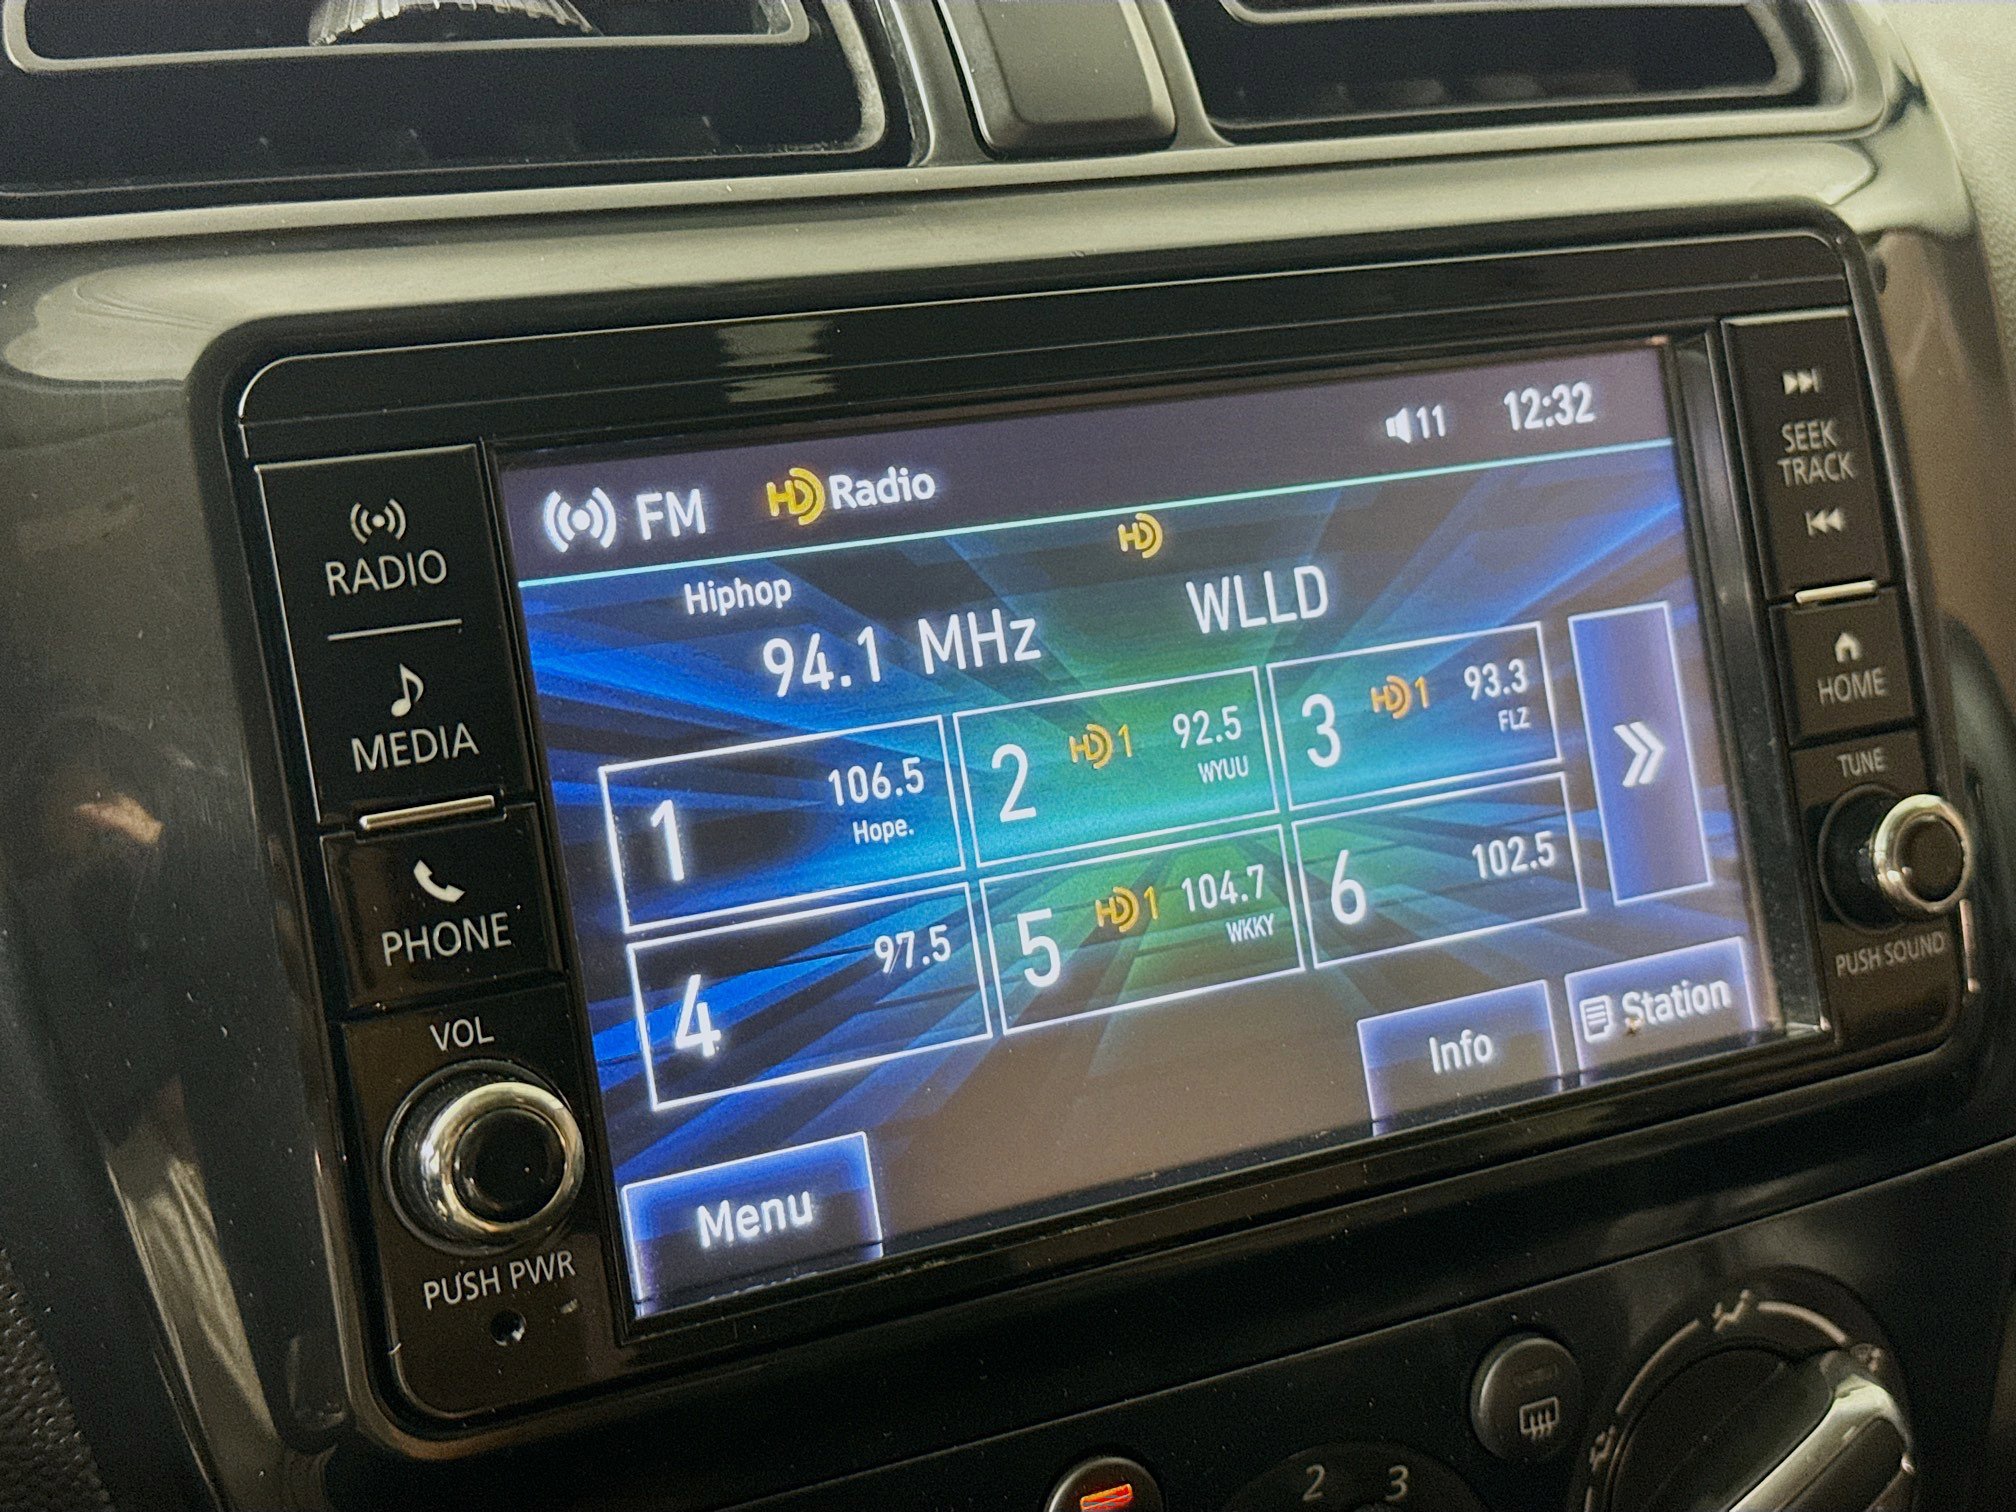 FM HD Radio 11 12:32
HD
Hiphop
94.1 MHz WLLD
1 106.5
Hope.
2 HD1 92.5
WYUU
3 HD1 93.3
FLZ
4 97.5
5 HD1 104.7
WKKY
6 102.5
Info
Station
Menu
RADIO
MEDIA
PHONE
VOL
PUSH PWR
SEEK
TRACK
HOME
TUNE
PUSH SOUND
2 3